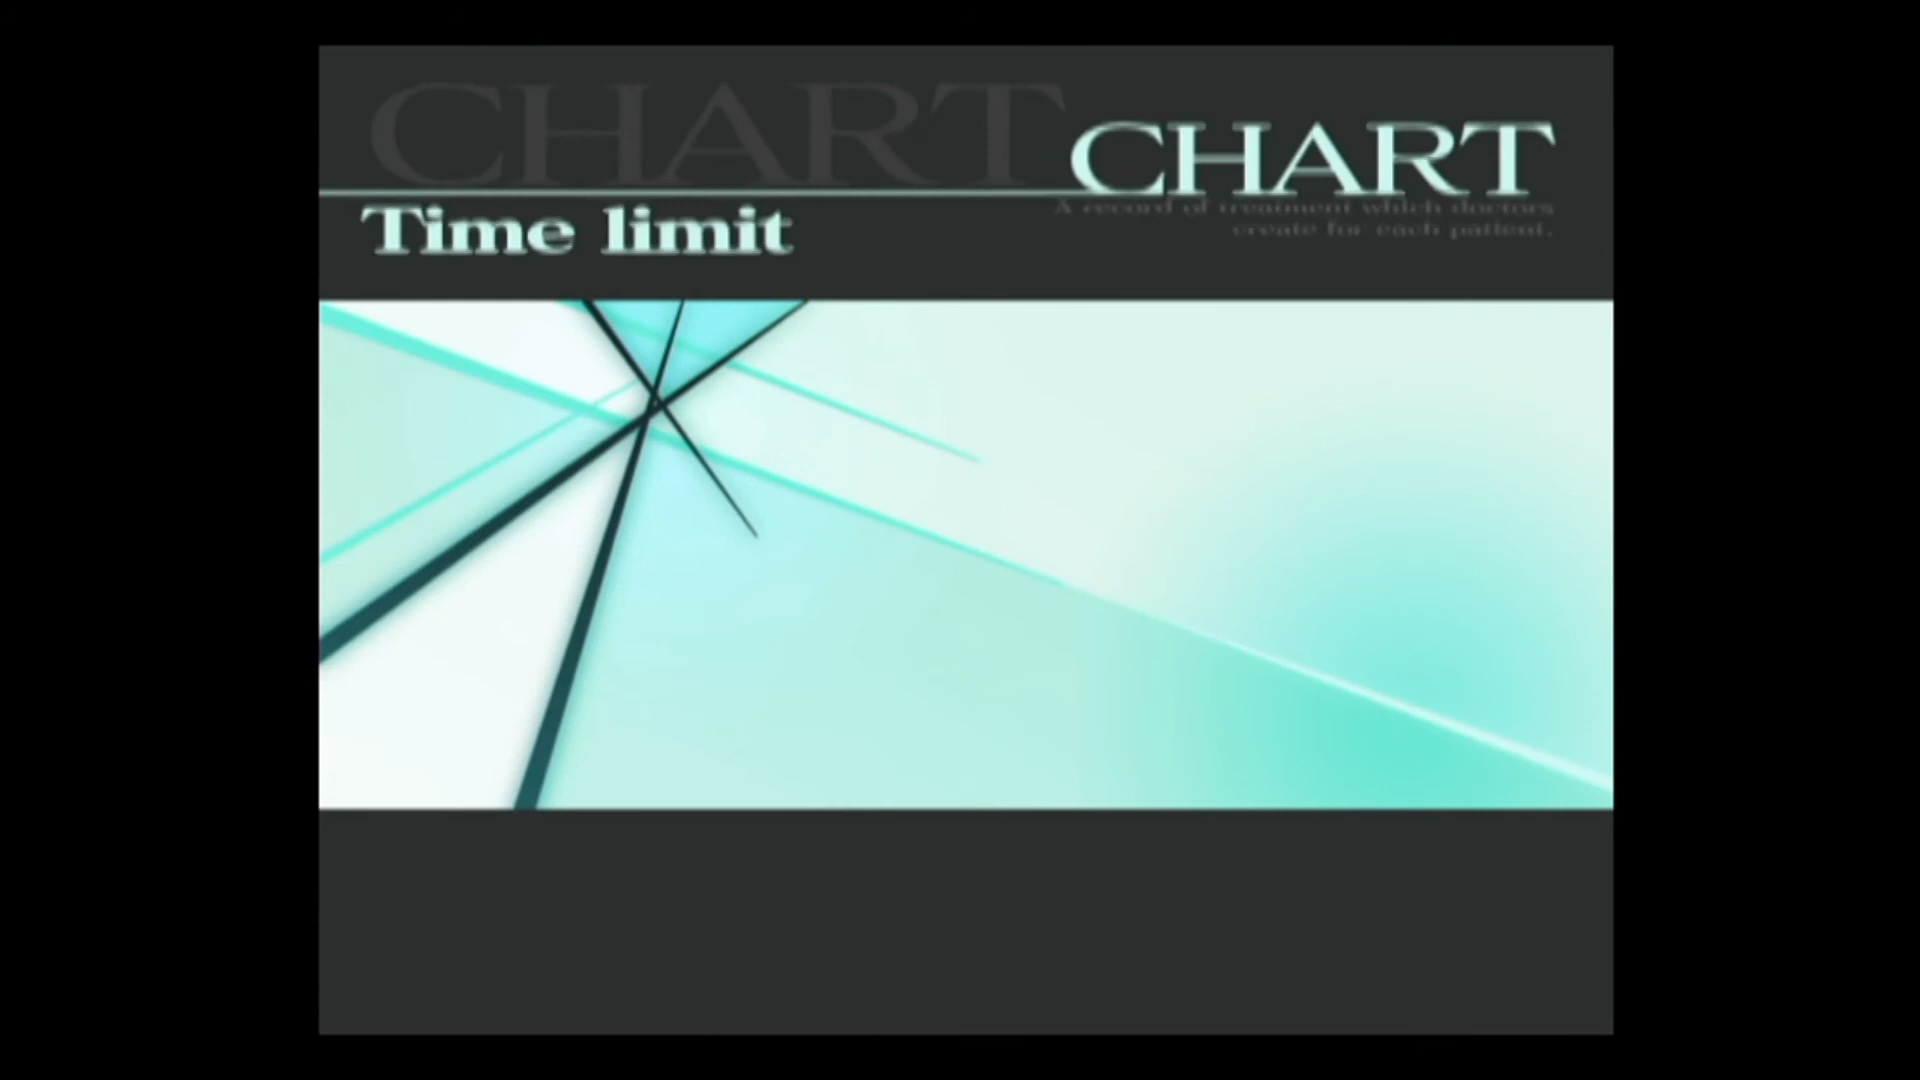 CHART
CHART
A record of treatment which doctors
create for each patient.
Time limit